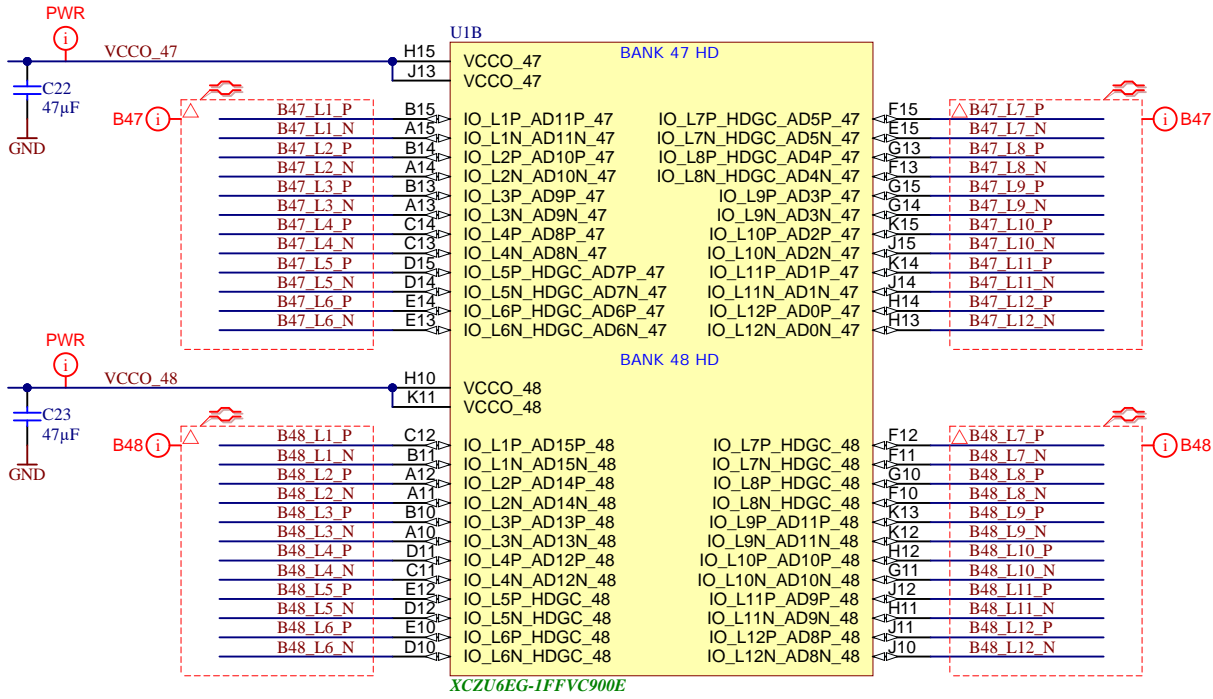 PWR
i
VCCO_47
C22
47µF
GND
U1B
BANK 47 HD
H15 VCCO_47
J13 VCCO_47
B47 i
B47_L1_P B15 IO_L1P_AD11P_47 IO_L7P_HDGC_AD5P_47 F15 B47_L7_P
B47_L1_N A15 IO_L1N_AD11N_47 IO_L7N_HDGC_AD5N_47 E15 B47_L7_N
B47_L2_P B14 IO_L2P_AD10P_47 IO_L8P_HDGC_AD4P_47 G13 B47_L8_P
B47_L2_N A14 IO_L2N_AD10N_47 IO_L8N_HDGC_AD4N_47 F13 B47_L8_N
B47_L3_P B13 IO_L3P_AD9P_47 IO_L9P_AD3P_47 G15 B47_L9_P
B47_L3_N A13 IO_L3N_AD9N_47 IO_L9N_AD3N_47 G14 B47_L9_N
B47_L4_P C14 IO_L4P_AD8P_47 IO_L10P_AD2P_47 K15 B47_L10_P
B47_L4_N C13 IO_L4N_AD8N_47 IO_L10N_AD2N_47 J15 B47_L10_N
B47_L5_P D15 IO_L5P_HDGC_AD7P_47 IO_L11P_AD1P_47 K14 B47_L11_P
B47_L5_N D14 IO_L5N_HDGC_AD7N_47 IO_L11N_AD1N_47 J14 B47_L11_N
B47_L6_P E14 IO_L6P_HDGC_AD6P_47 IO_L12P_AD0P_47 H14 B47_L12_P
B47_L6_N E13 IO_L6N_HDGC_AD6N_47 IO_L12N_AD0N_47 H13 B47_L12_N
i B47
PWR
i
VCCO_48
C23
47µF
GND
BANK 48 HD
H10 VCCO_48
K11 VCCO_48
B48 i
B48_L1_P C12 IO_L1P_AD15P_48 IO_L7P_HDGC_48 F12 B48_L7_P
B48_L1_N B11 IO_L1N_AD15N_48 IO_L7N_HDGC_48 F11 B48_L7_N
B48_L2_P A12 IO_L2P_AD14P_48 IO_L8P_HDGC_48 G10 B48_L8_P
B48_L2_N A11 IO_L2N_AD14N_48 IO_L8N_HDGC_48 F10 B48_L8_N
B48_L3_P B10 IO_L3P_AD13P_48 IO_L9P_AD11P_48 K13 B48_L9_P
B48_L3_N A10 IO_L3N_AD13N_48 IO_L9N_AD11N_48 K12 B48_L9_N
B48_L4_P D11 IO_L4P_AD12P_48 IO_L10P_AD10P_48 H12 B48_L10_P
B48_L4_N C11 IO_L4N_AD12N_48 IO_L10N_AD10N_48 G11 B48_L10_N
B48_L5_P E12 IO_L5P_HDGC_48 IO_L11P_AD9P_48 J12 B48_L11_P
B48_L5_N D12 IO_L5N_HDGC_48 IO_L11N_AD9N_48 H11 B48_L11_N
B48_L6_P E10 IO_L6P_HDGC_48 IO_L12P_AD8P_48 J11 B48_L12_P
B48_L6_N D10 IO_L6N_HDGC_48 IO_L12N_AD8N_48 J10 B48_L12_N
i B48
XCZU6EG-1FFVC900E